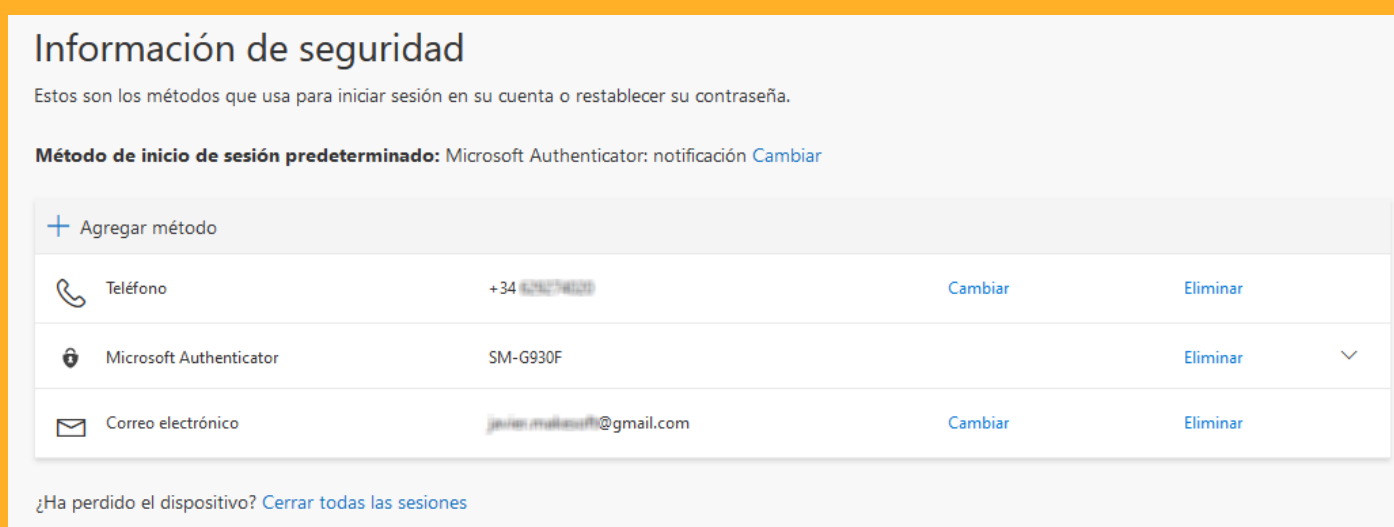 Información de seguridad
Estos son los métodos que usa para iniciar sesión en su cuenta o restablecer su contraseña.
Método de inicio de sesión predeterminado: Microsoft Authenticator: notificación Cambiar
Agregar método
Teléfono +34 Cambiar Eliminar
Microsoft Authenticator SM-G930F Eliminar
Correo electrónico @gmail.com Cambiar Eliminar
¿Ha perdido el dispositivo? Cerrar todas las sesiones